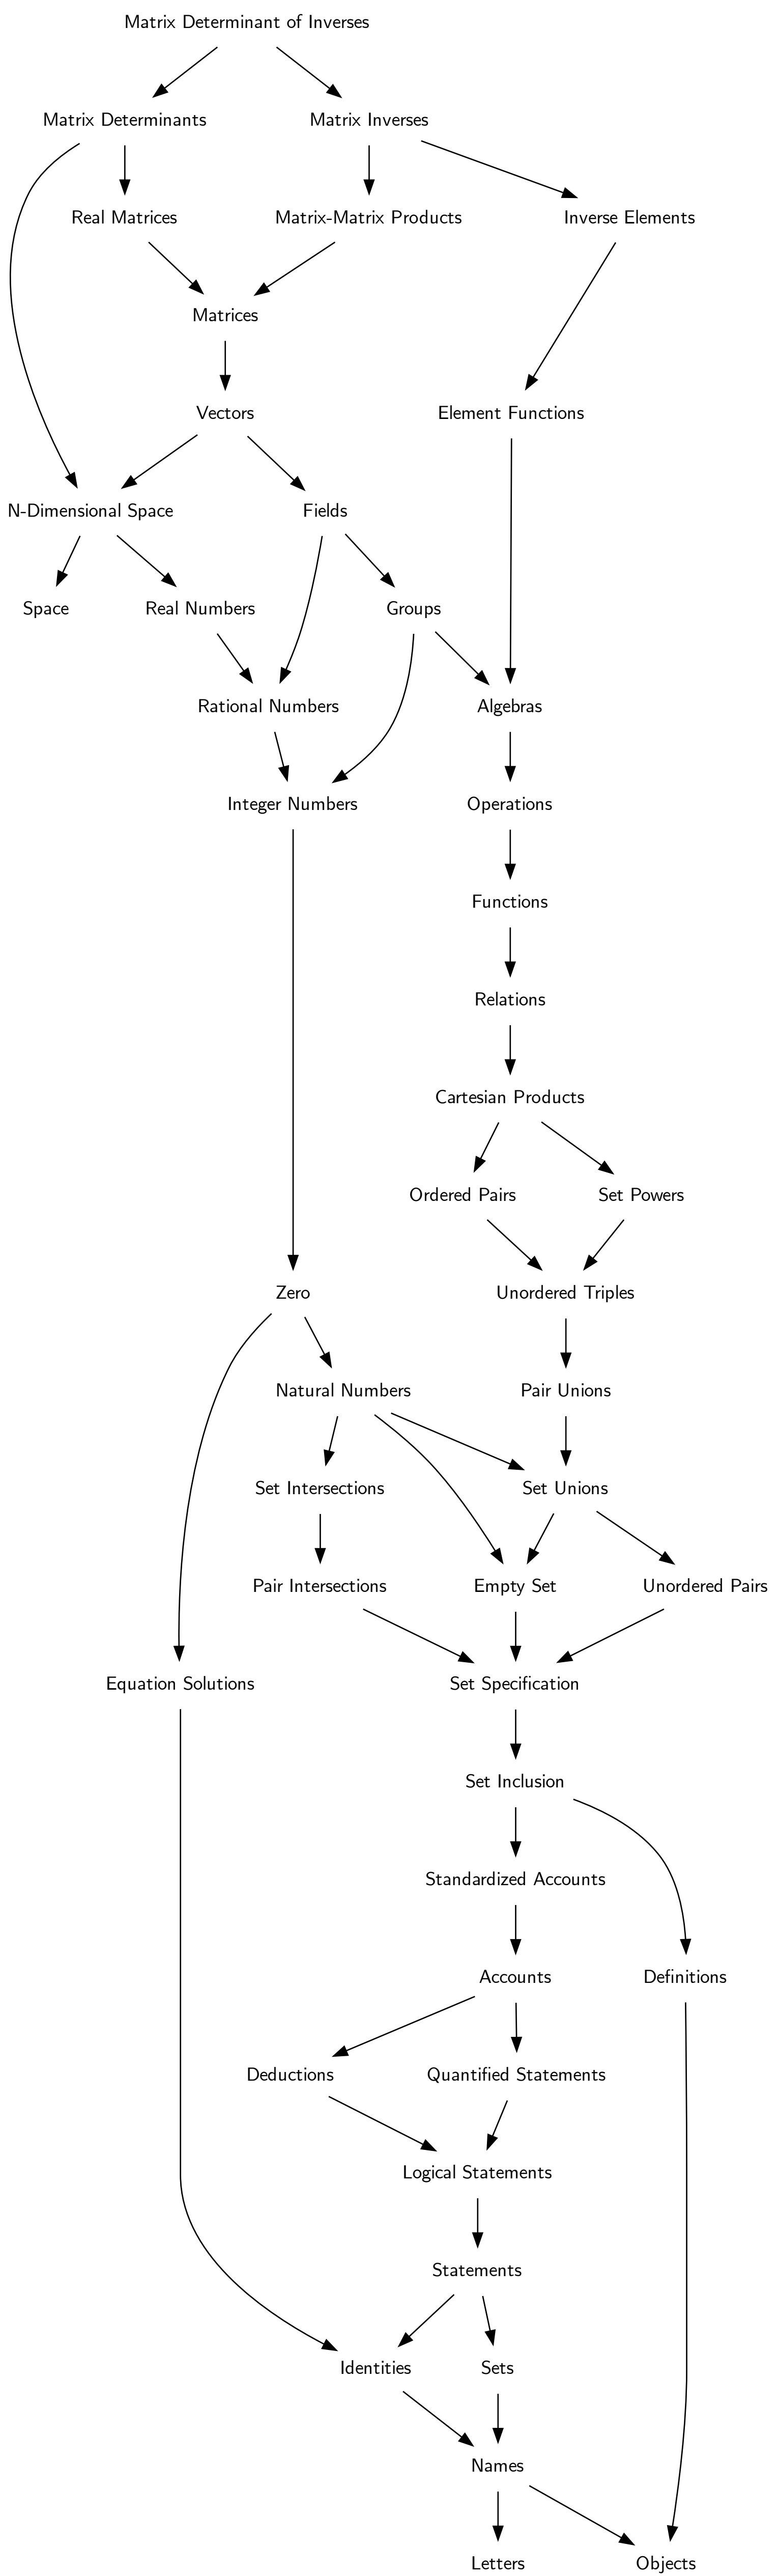 Matrix Determinant of Inverses
Matrix Determinants
Matrix Inverses
Real Matrices
Matrix-Matrix Products
Inverse Elements
Matrices
Vectors
Element Functions
N-Dimensional Space
Fields
Space
Real Numbers
Groups
Rational Numbers
Algebras
Integer Numbers
Operations
Functions
Relations
Cartesian Products
Ordered Pairs
Set Powers
Zero
Unordered Triples
Natural Numbers
Pair Unions
Set Intersections
Set Unions
Pair Intersections
Empty Set
Unordered Pairs
Equation Solutions
Set Specification
Set Inclusion
Standardized Accounts
Accounts
Definitions
Deductions
Quantified Statements
Logical Statements
Statements
Identities
Sets
Names
Letters
Objects